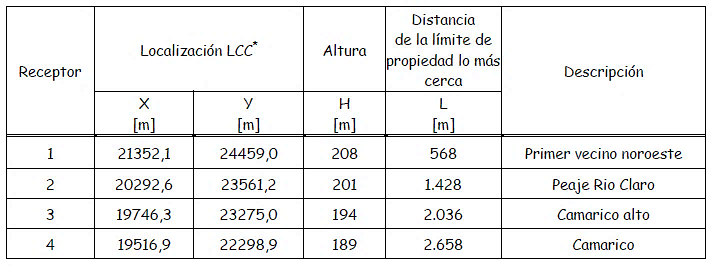 Receptor
Localización LCC*
Altura
Distancia
de la límite de
propiedad lo más
cerca
Descripción
X
[m]
Y
[m]
H
[m]
L
[m]
1 21352,1 24459,0 208 568 Primer vecino noroeste
2 20292,6 23561,2 201 1.428 Peaje Rio Claro
3 19746,3 23275,0 194 2.036 Camarico alto
4 19516,9 22298,9 189 2.658 Camarico